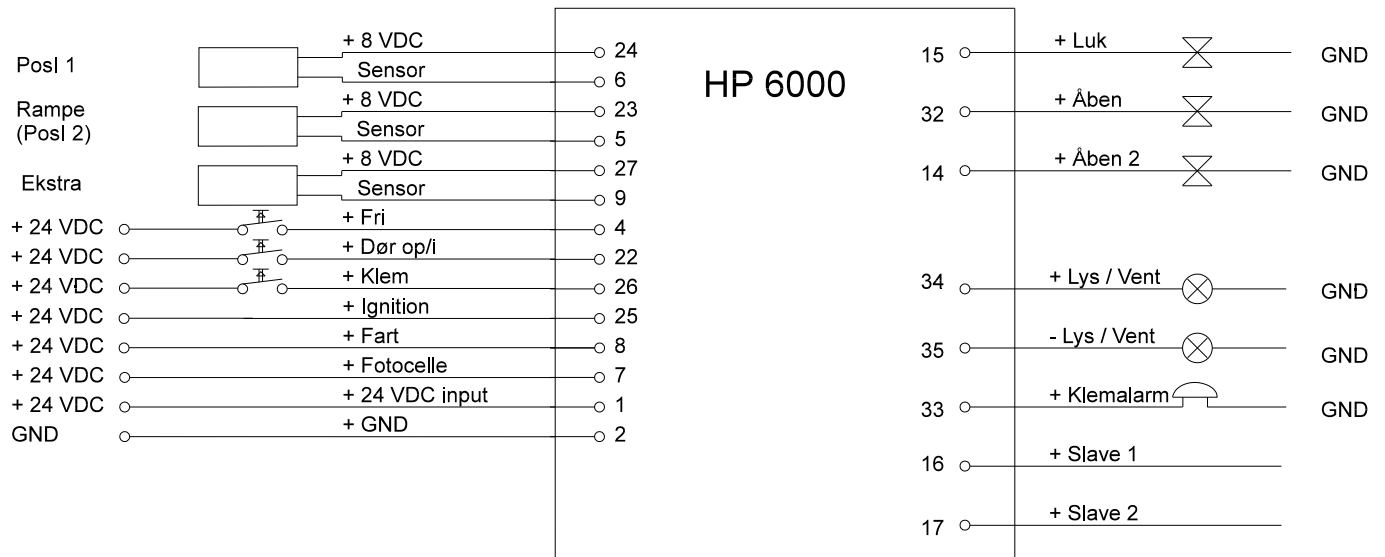 HP 6000
Posl 1
+ 8 VDC
24
Sensor
6
Rampe
(Posl 2)
+ 8 VDC
23
Sensor
5
Ekstra
+ 8 VDC
27
Sensor
9
+ 24 VDC + Fri 4
+ 24 VDC + Dør op/i 22
+ 24 VDC + Klem 26
+ 24 VDC + Ignition 25
+ 24 VDC + Fart 8
+ 24 VDC + Fotocelle 7
+ 24 VDC + 24 VDC input 1
GND + GND 2
15 + Luk GND
32 + Åben GND
14 + Åben 2 GND
34 + Lys / Vent GND
35 - Lys / Vent GND
33 + Klemalarm GND
16 + Slave 1
17 + Slave 2